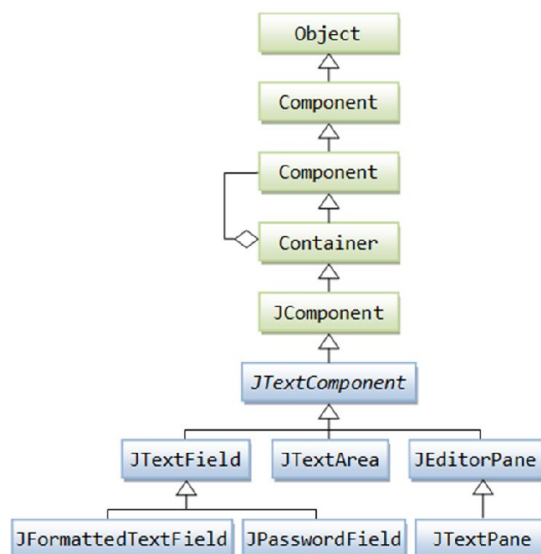 Object
Component
Component
Container
JComponent
JTextComponent
JTextField JTextArea JEditorPane
JFormattedTextField JPasswordField JTextPane